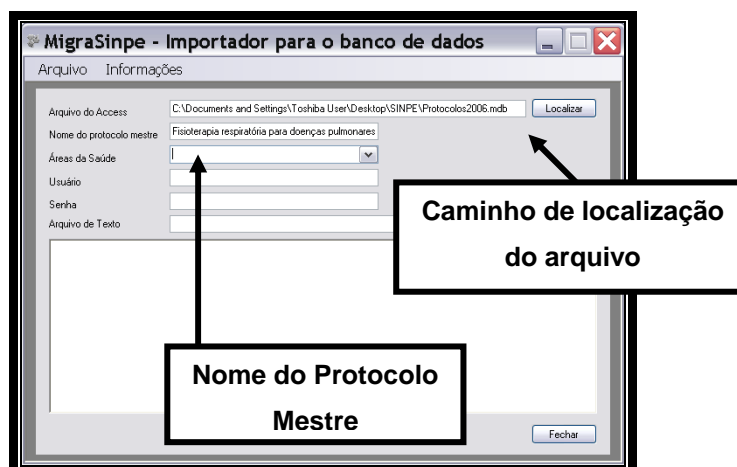 MigraSinpe - Importador para o banco de dados
Arquivo Informações
Arquivo do Access C:\Documents and Settings\Toshiba User\Desktop\SINPE\Protocolos2006.mdb Localizar
Nome do protocolo mestre Fisioterapia respiratória para doenças pulmonares
Áreas da Saúde
Usuário
Senha
Arquivo de Texto
Caminho de localização
do arquivo
Nome do Protocolo
Mestre
Fechar